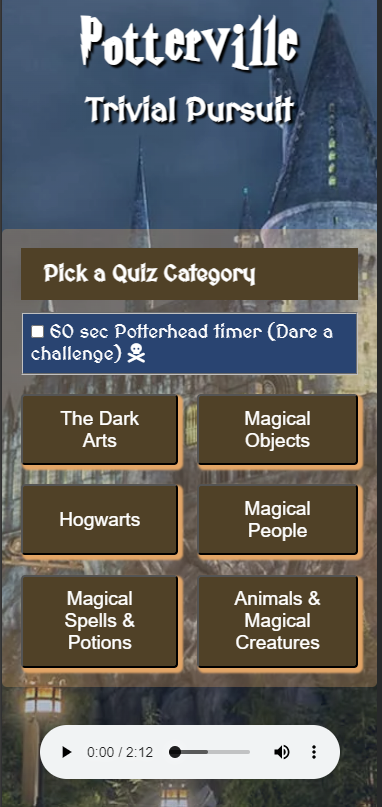 Potterville
Trivial Pursuit
Pick a Quiz Category
60 sec Potterhead timer (Dare a
challenge)
The Dark
Arts
Magical
Objects
Hogwarts
Magical
People
Magical
Spells &
Potions
Animals &
Magical
Creatures
0:00 / 2:12